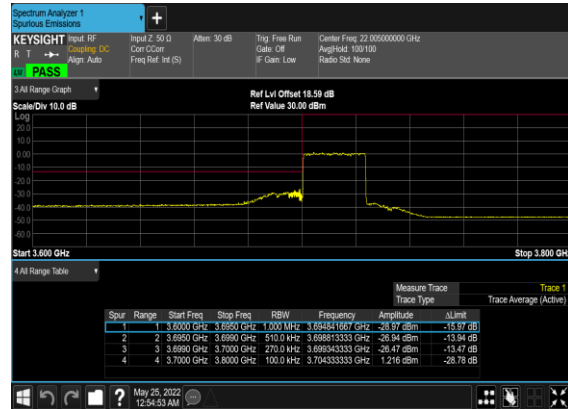 Spectrum Analyzer 1
Spurious Emissions
+
KEYSIGHT Input: RF Input Z: 50 Ω Atten: 30 dB Trig: Free Run Center Freq: 22.005000000 GHz
R T Coupling: DC Corr CCorr Gate: Off Avg|Hold: 100/100
Align: Auto Freq Ref: Int (S) IF Gain: Low Radio Std: None
LW PASS
3 All Range Graph
Ref Lvl Offset 18.59 dB
Scale/Div 10.0 dB Ref Value 30.00 dBm
Log
20.0
10.0
0.00
-10.0
-20.0
-30.0
-40.0
-50.0
-60.0
Start 3.600 GHz Stop 3.800 GHz
4 All Range Table
Measure Trace Trace 1
Trace Type Trace Average (Active)
Spur Range Start Freq Stop Freq RBW Frequency Amplitude ΔLimit
1 1 3.6000 GHz 3.6950 GHz 1.000 MHz 3.694841667 GHz -28.97 dBm -15.97 dB
2 2 3.6950 GHz 3.6990 GHz 510.0 kHz 3.698813333 GHz -26.94 dBm -13.94 dB
3 3 3.6990 GHz 3.7000 GHz 270.0 kHz 3.699343333 GHz -26.47 dBm -13.47 dB
4 4 3.7000 GHz 3.8000 GHz 100.0 kHz 3.704333333 GHz 1.216 dBm -28.78 dB
? May 25, 2022
12:54:53 AM